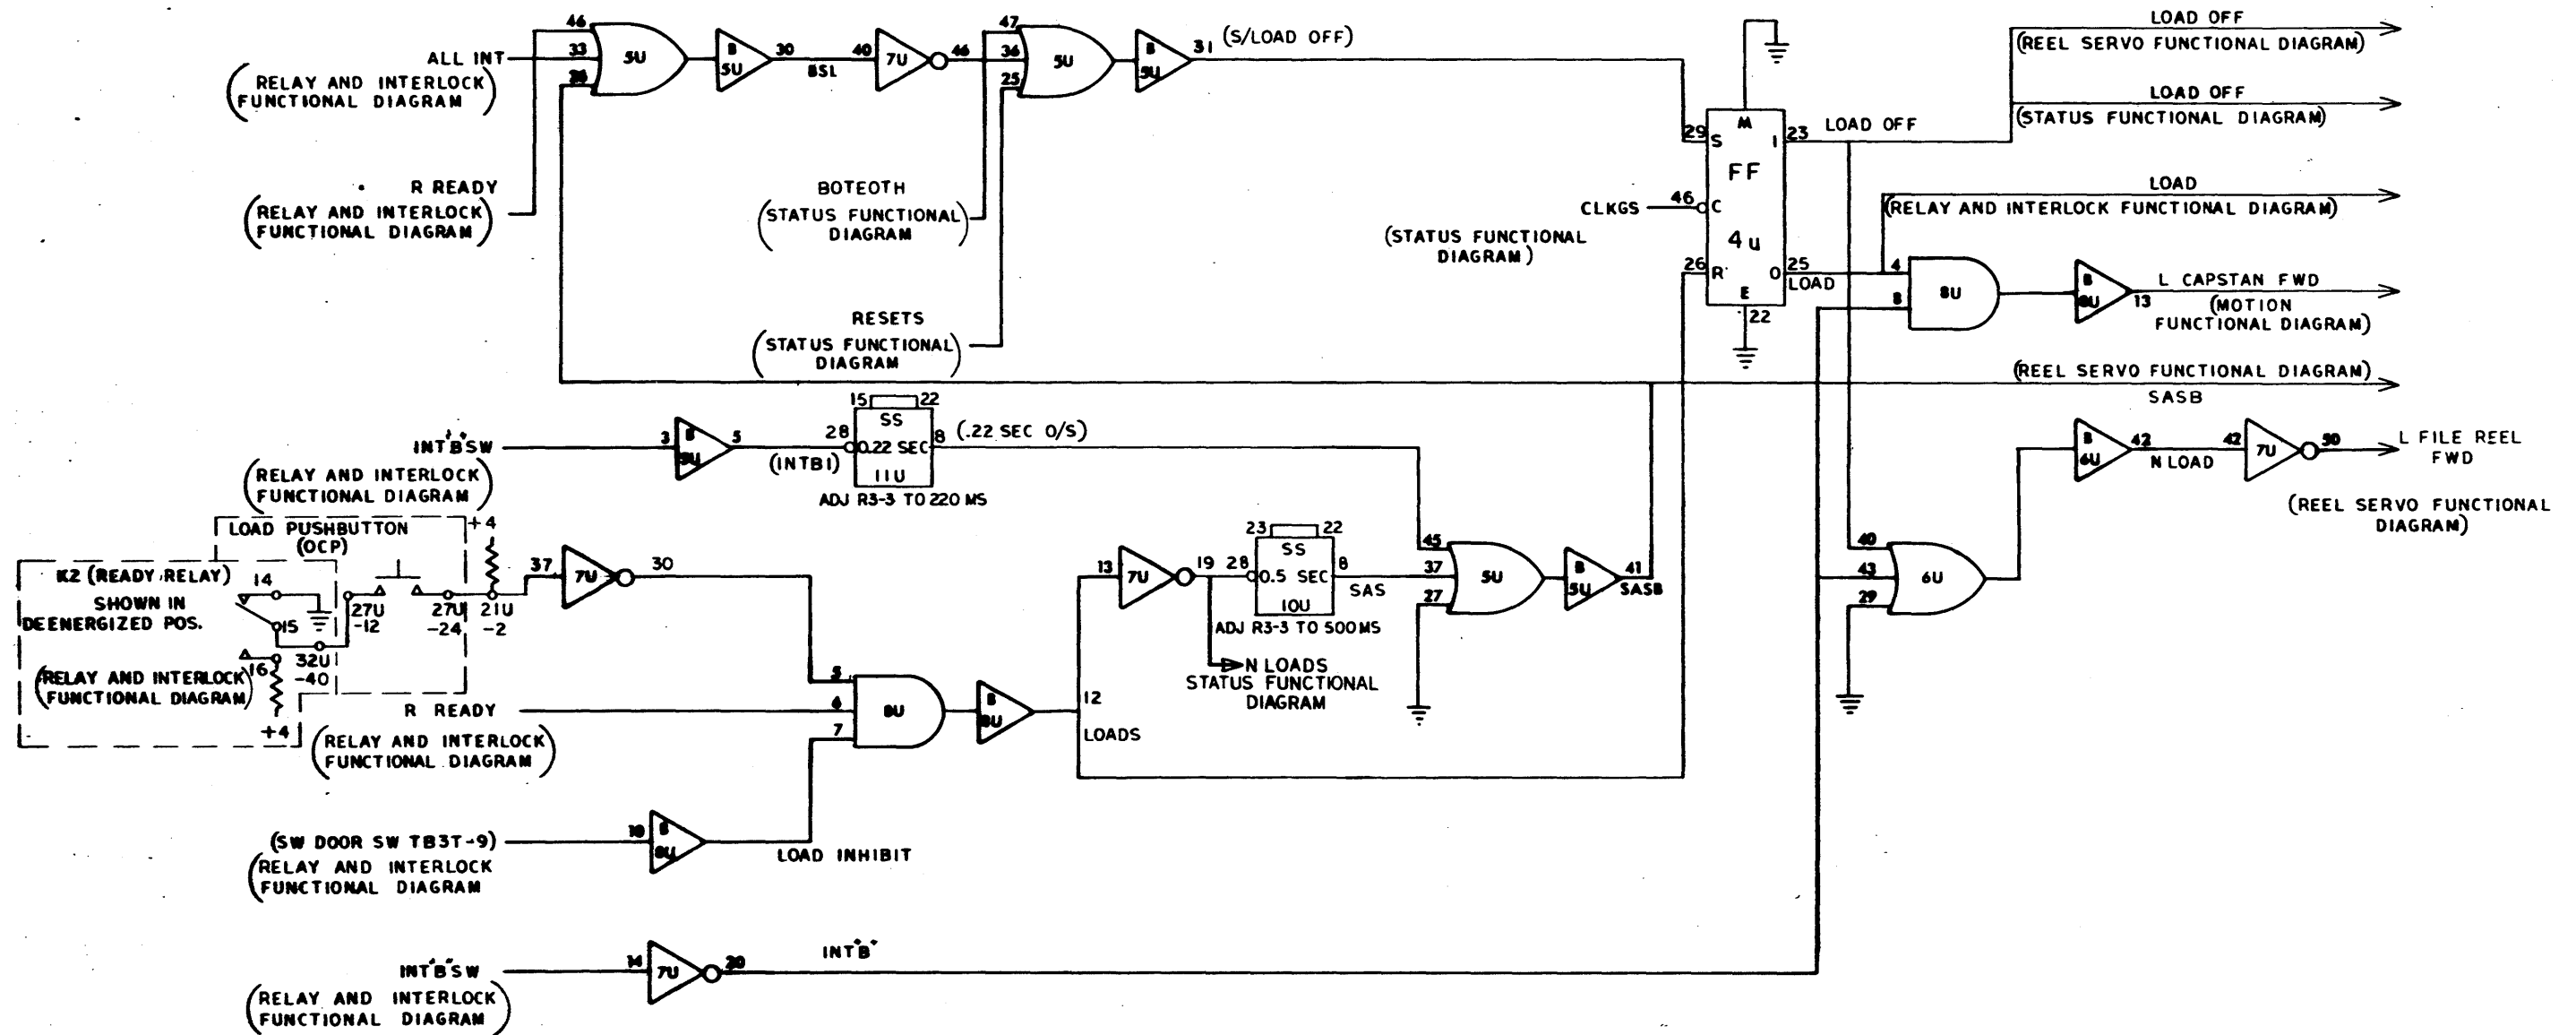 46
ALL INT
33
5U
B
5U
30
BSL
40
7U
46
(RELAY AND INTERLOCK
FUNCTIONAL DIAGRAM)
R READY
(RELAY AND INTERLOCK
FUNCTIONAL DIAGRAM)
47
36
25
5U
B
5U
31
(S/LOAD OFF)
BOTEOTH
(STATUS FUNCTIONAL
DIAGRAM)
RESETS
(STATUS FUNCTIONAL
DIAGRAM)
29
S
M
I
23
LOAD OFF
FF
CLKGS
46
C
4u
(STATUS FUNCTIONAL
DIAGRAM)
26
R
O
25
LOAD
E
22
LOAD OFF
(REEL SERVO FUNCTIONAL DIAGRAM)
LOAD OFF
(STATUS FUNCTIONAL DIAGRAM)
LOAD
(RELAY AND INTERLOCK FUNCTIONAL DIAGRAM)
4
8
8U
B
8U
13
L CAPSTAN FWD
(MOTION
FUNCTIONAL DIAGRAM)
(REEL SERVO FUNCTIONAL DIAGRAM)
SASB
INT"B"SW
3
B
5
(INTB1)
(RELAY AND INTERLOCK
FUNCTIONAL DIAGRAM)
15
22
SS
28
0.22 SEC
8
11U
(.22 SEC O/S)
ADJ R3-3 TO 220 MS
LOAD PUSHBUTTON
(OCP)
+4
K2 (READY RELAY)
14
SHOWN IN
DEENERGIZED POS.
15
16
32U
-40
27U
-12
27U
-24
21U
-2
(RELAY AND INTERLOCK
FUNCTIONAL DIAGRAM)
+4
37
7U
30
5
6
7
8U
B
8U
12
LOADS
R READY
(RELAY AND INTERLOCK
FUNCTIONAL DIAGRAM)
13
7U
19
28
23
22
SS
0.5 SEC
8
10U
SAS
ADJ R3-3 TO 500MS
N LOADS
STATUS FUNCTIONAL
DIAGRAM
45
37
27
5U
B
5U
41
SASB
40
43
29
6U
B
6U
42
N LOAD
42
7U
50
L FILE REEL
FWD
(REEL SERVO FUNCTIONAL
DIAGRAM)
(SW DOOR SW TB3T-9)
18
B
8U
LOAD INHIBIT
(RELAY AND INTERLOCK
FUNCTIONAL DIAGRAM
INT"B"SW
14
7U
20
INT"B"
(RELAY AND INTERLOCK
FUNCTIONAL DIAGRAM)